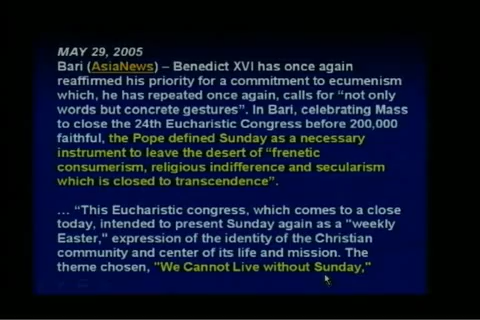 MAY 29, 2005
Bari (AsiaNews) – Benedict XVI has once again
reaffirmed his priority for a commitment to ecumenism
which, he has repeated once again, calls for “not only
words but concrete gestures”. In Bari, celebrating Mass
to close the 24th Eucharistic Congress before 200,000
faithful, the Pope defined Sunday as a necessary
instrument to leave the desert of “frenetic
consumerism, religious indifference and secularism
which is closed to transcendence”.
… “This Eucharistic congress, which comes to a close
today, intended to present Sunday again as a "weekly
Easter," expression of the identity of the Christian
community and center of its life and mission. The
theme chosen, "We Cannot Live without Sunday,"